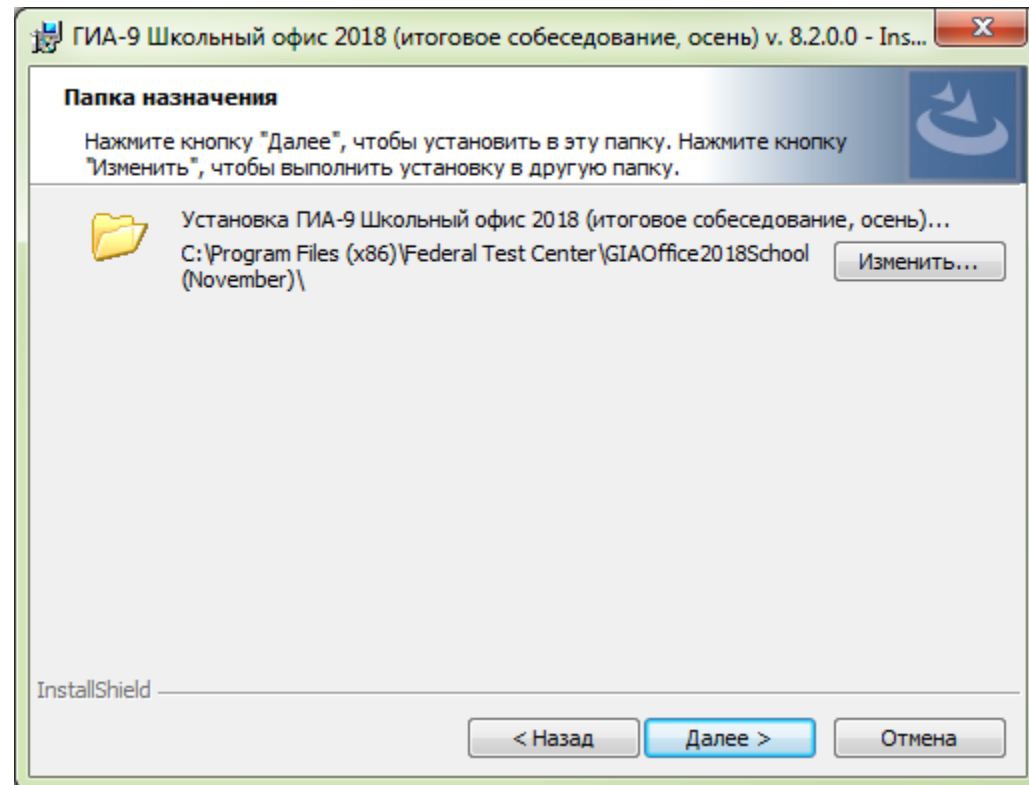 ГИА-9 Школьный офис 2018 (итоговое собеседование, осень) v. 8.2.0.0 - Ins...
Папка назначения
Нажмите кнопку "Далее", чтобы установить в эту папку. Нажмите кнопку
"Изменить", чтобы выполнить установку в другую папку.
Установка ГИА-9 Школьный офис 2018 (итоговое собеседование, осень)...
C:\Program Files (x86)\Federal Test Center\GIAOffice2018School
(November)\
Изменить...
InstallShield
< Назад
Далее >
Отмена